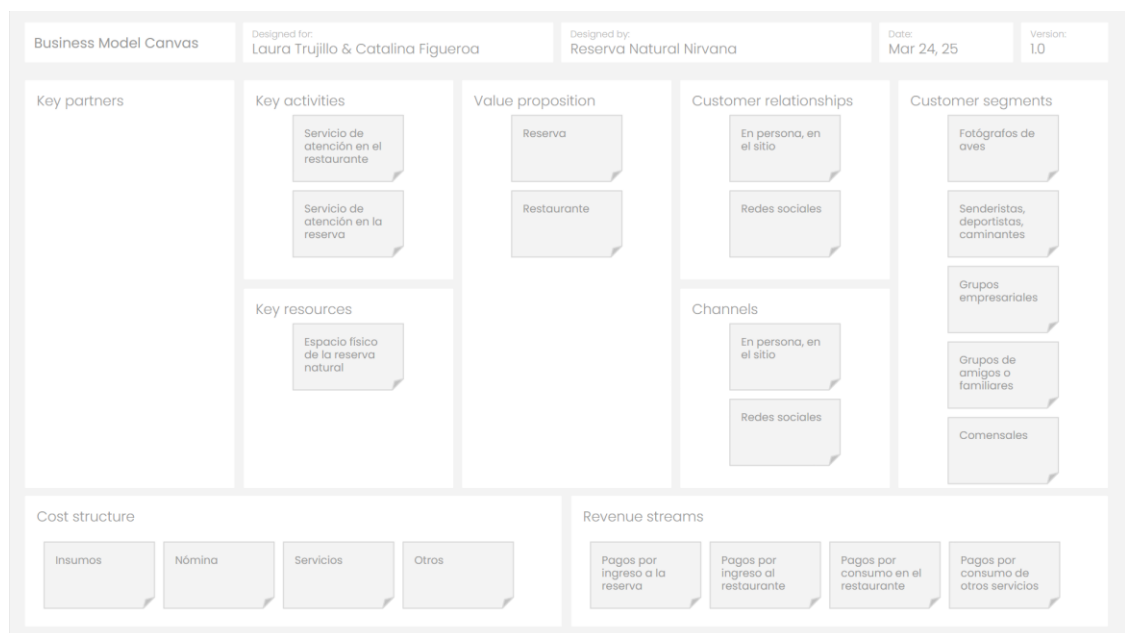 Business Model Canvas
Designed for:
Laura Trujillo & Catalina Figueroa
Designed by:
Reserva Natural Nirvana
Date:
Mar 24, 25
Version:
1.0
Key partners
Key activities
Servicio de
atención en el
restaurante
Servicio de
atención en la
reserva
Key resources
Espacio físico
de la reserva
natural
Value proposition
Reserva
Restaurante
Customer relationships
En persona, en
el sitio
Redes sociales
Channels
En persona, en
el sitio
Redes sociales
Customer segments
Fotógrafos de
aves
Senderistas,
deportistas,
caminantes
Grupos
empresariales
Grupos de
amigos o
familiares
Comensales
Cost structure
Insumos
Nómina
Servicios
Otros
Revenue streams
Pagos por
ingreso a la
reserva
Pagos por
ingreso al
restaurante
Pagos por
consumo en el
restaurante
Pagos por
consumo de
otros servicios